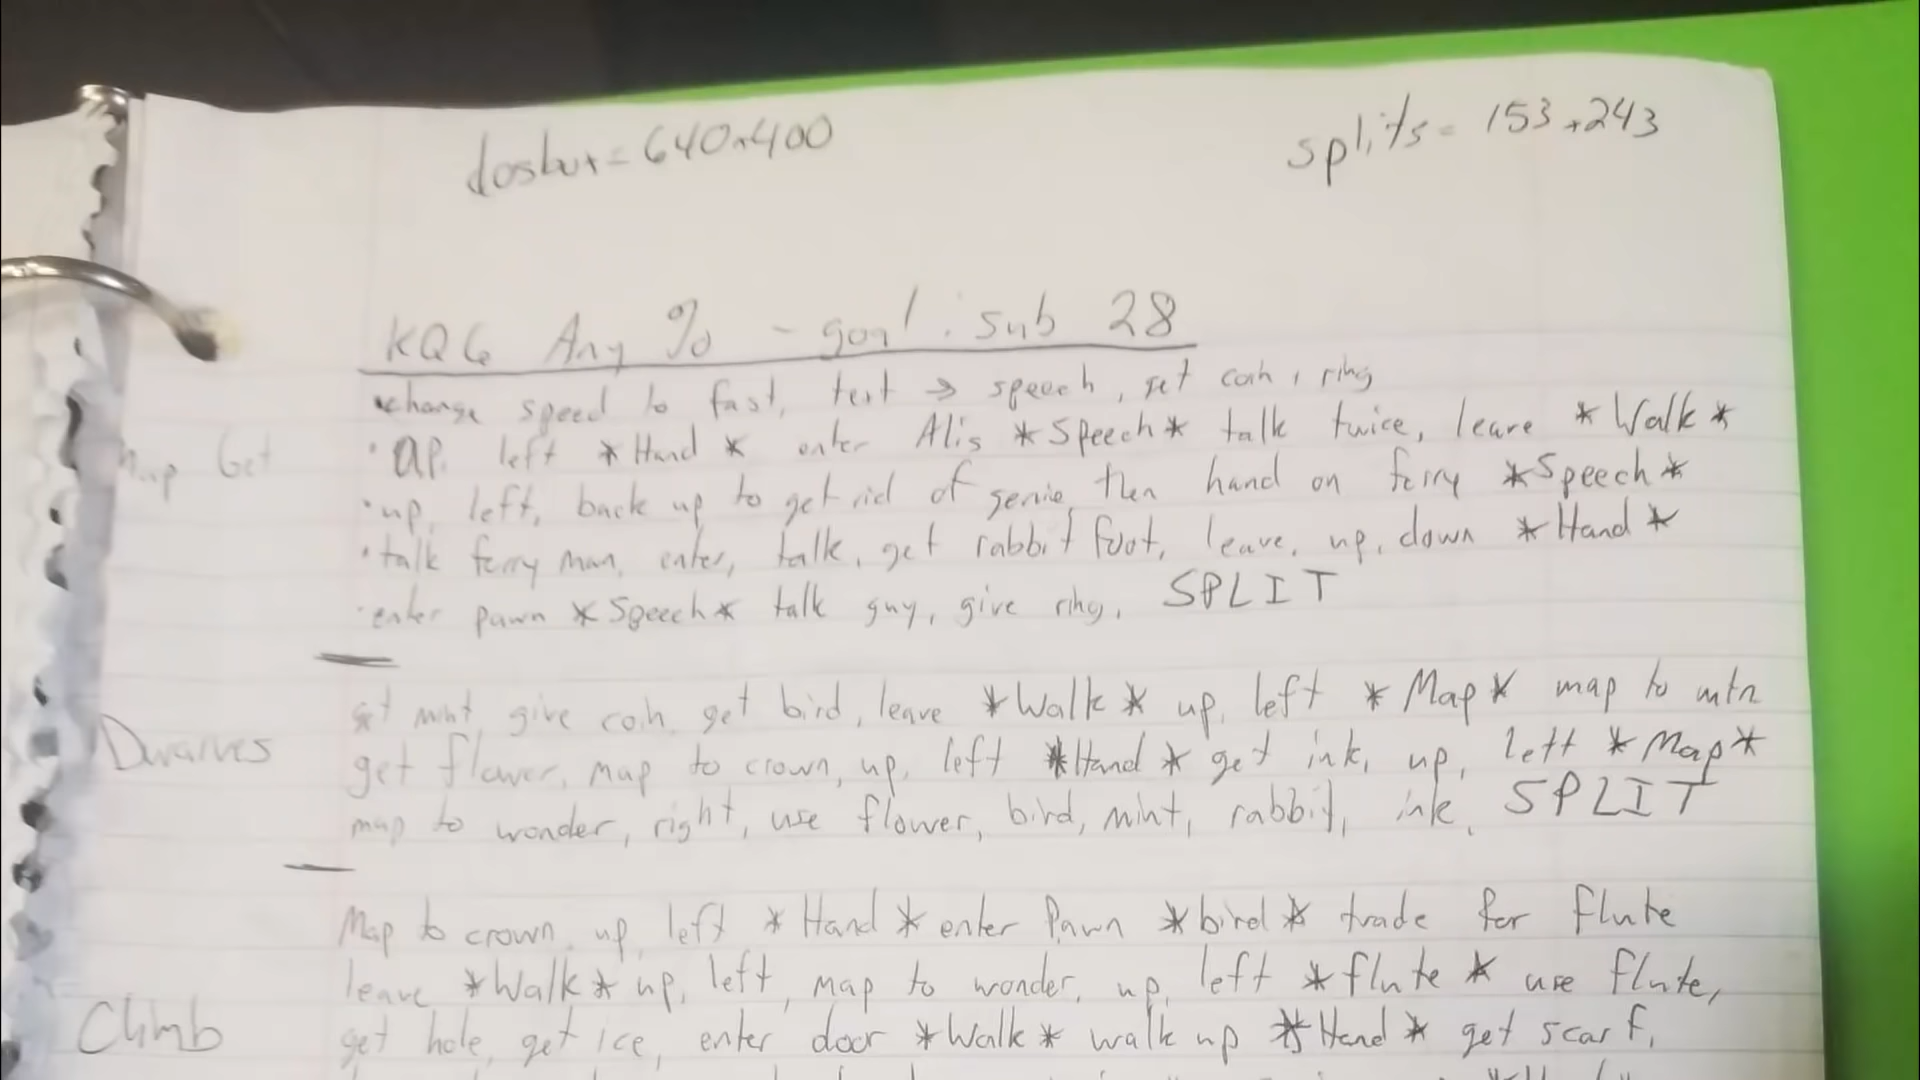 dosbox = 640x400
splits = 153x243
KQ6 Any % - goal : sub 28
change speed to fast, text → speech, get coin, ring
Map Get
• up, left *Hand* enter Alis *Speech* talk twice, leave *Walk*
• up, left, back up to get rid of genie, then hand on ferry *Speech*
• talk ferry man, enter, talk, get rabbit foot, leave, up, down *Hand*
• enter pawn *Speech* talk guy, give ring, SPLIT
get mint, give coin, get bird, leave *Walk* up, left *Map* map to mtn
Dwarves
get flower, map to crown, up, left *Hand* get ink, up, left *Map*
map to wonder, right, use flower, bird, mint, rabbit, ink, SPLIT
Map to crown, up, left *Hand* enter Pawn *bird* trade for flute
leave *Walk* up, left, map to wonder, up, left *flute* use flute,
Climb
get hole, get ice, enter door *Walk* walk up *Hand* get scarf,